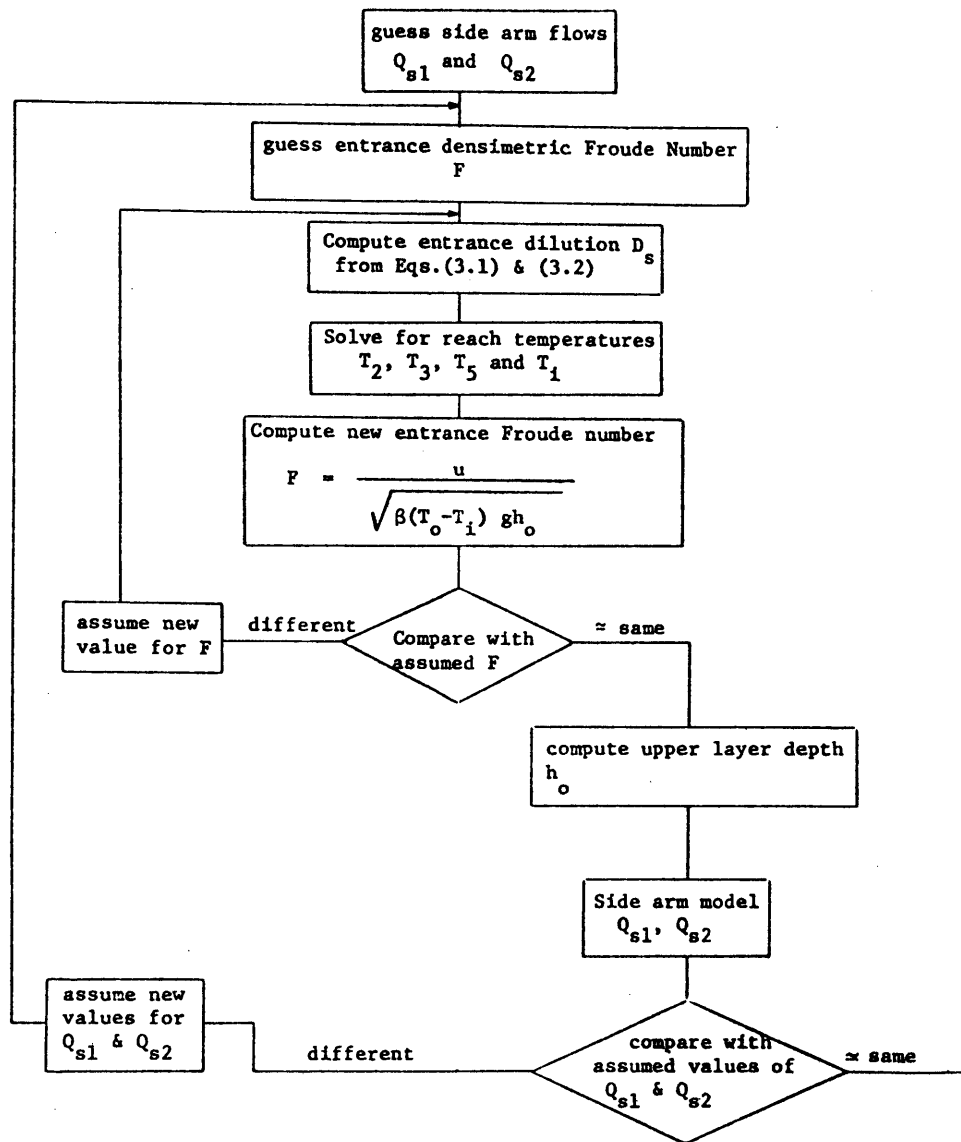 guess side arm flows
Q_s1 and Q_s2
guess entrance densimetric Froude Number
F
Compute entrance dilution D_s
from Eqs.(3.1) & (3.2)
Solve for reach temperatures
T_2, T_3, T_5 and T_i
Compute new entrance Froude number
F = u / √β(T_o-T_i) gh_o
assume new
value for F
different
Compare with
assumed F
≈ same
compute upper layer depth
h_o
Side arm model
Q_s1, Q_s2
assume new
values for
Q_s1 & Q_s2
different
compare with
assumed values of
Q_s1 & Q_s2
≃ same